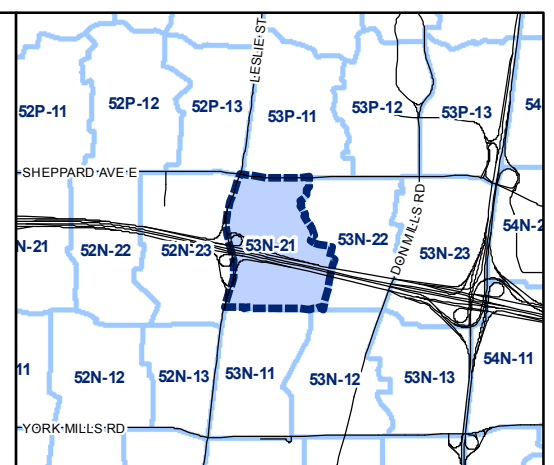 LESLIE ST
52P-11
52P-12
52P-13
53P-11
53P-12
53P-13
54
SHEPPARD AVE E
DON MILLS RD
N-21
52N-22
52N-23
53N-21
53N-22
53N-23
54N-2
11
52N-12
52N-13
53N-11
53N-12
53N-13
54N-11
YORK MILLS RD